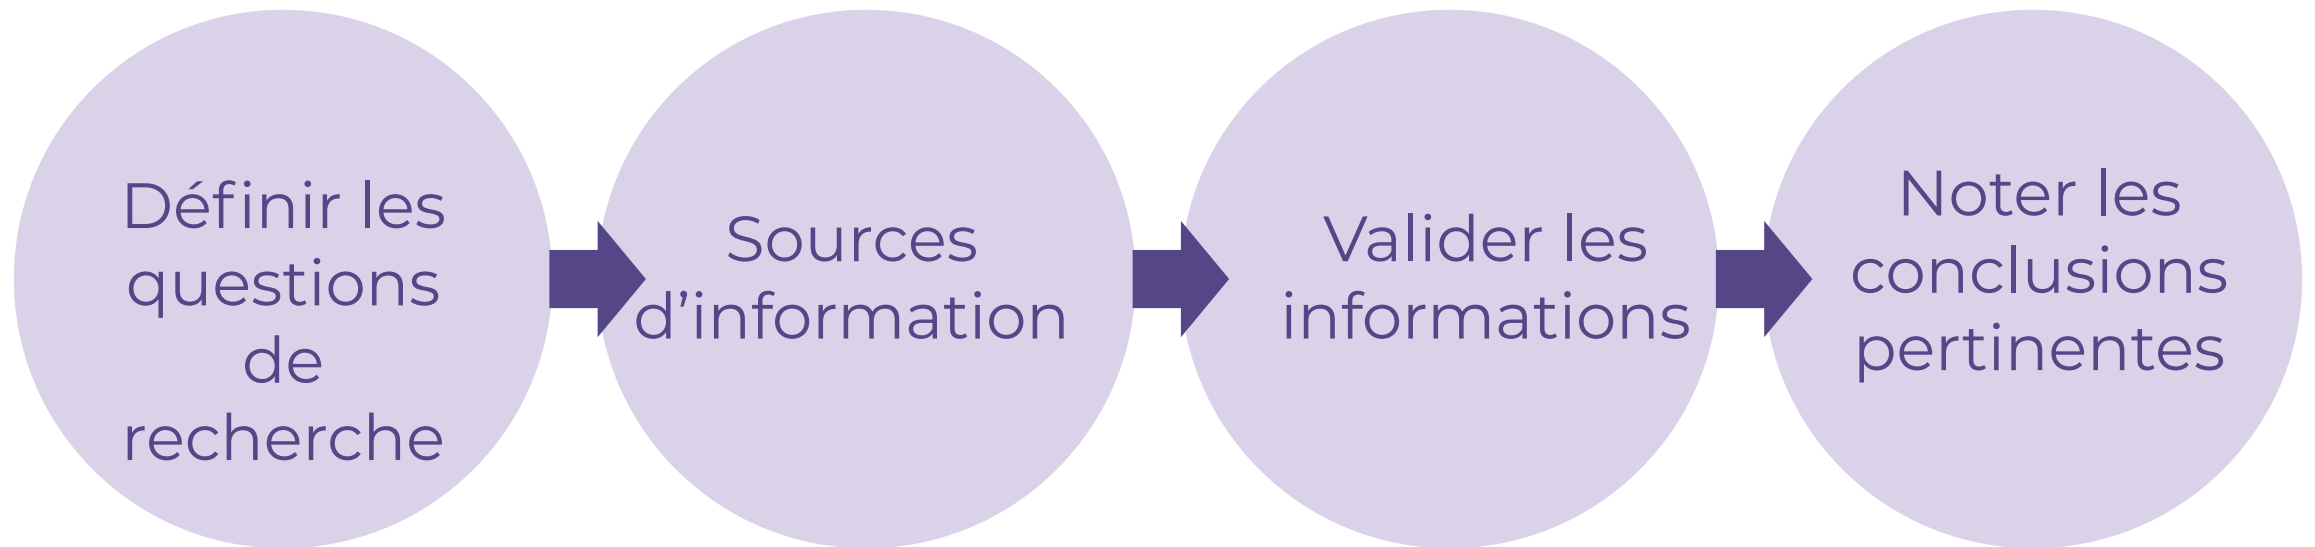 Définir les
questions
de
recherche
Sources
d’information
Valider les
informations
Noter les
conclusions
pertinentes